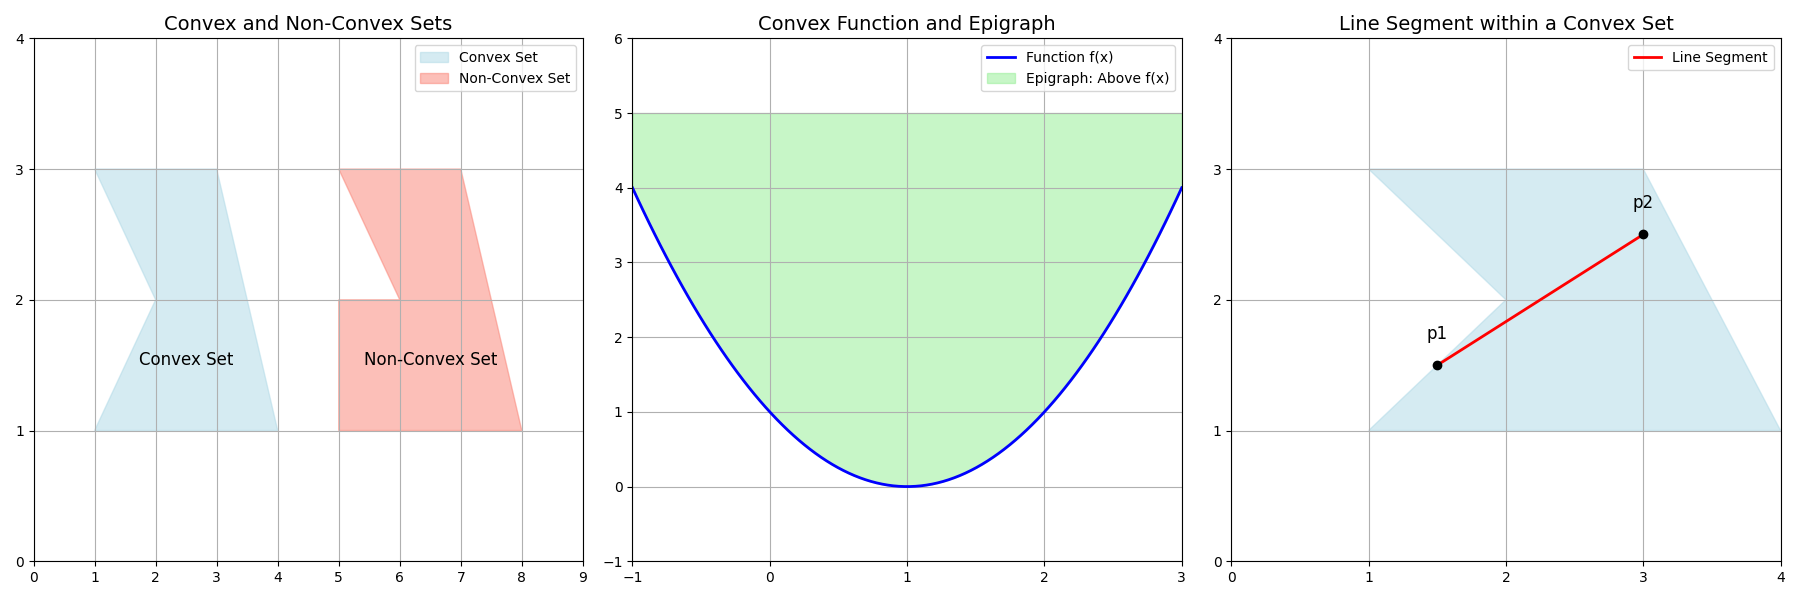 Convex and Non-Convex Sets
Convex Set
Non-Convex Set
4
3
2
1
0
Convex Set
Non-Convex Set
0 1 2 3 4 5 6 7 8 9
Convex Function and Epigraph
Function f(x)
Epigraph: Above f(x)
6
5
4
3
2
1
0
−1
−1 0 1 2 3
Line Segment within a Convex Set
Line Segment
4
3
2
1
0
p2
p1
0 1 2 3 4